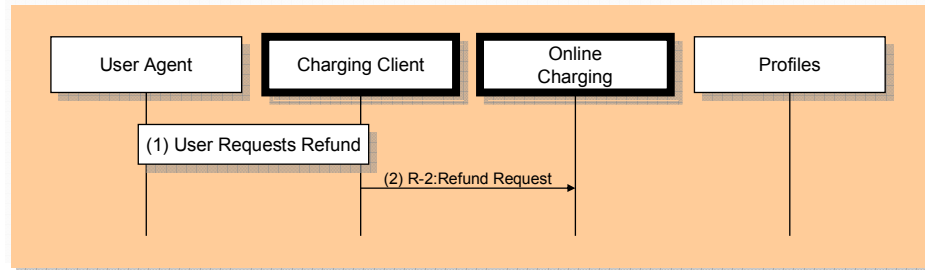 User Agent
Charging Client
Online
Charging
Profiles
(1) User Requests Refund
(2) R-2:Refund Request